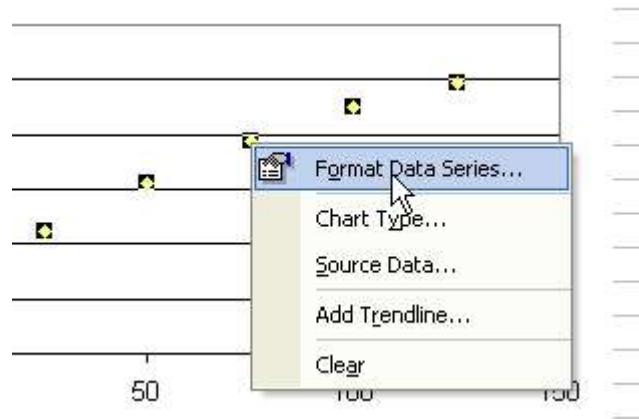 Format Data Series...
Chart Type...
Source Data...
Add Trendline...
Clear
50 100 150